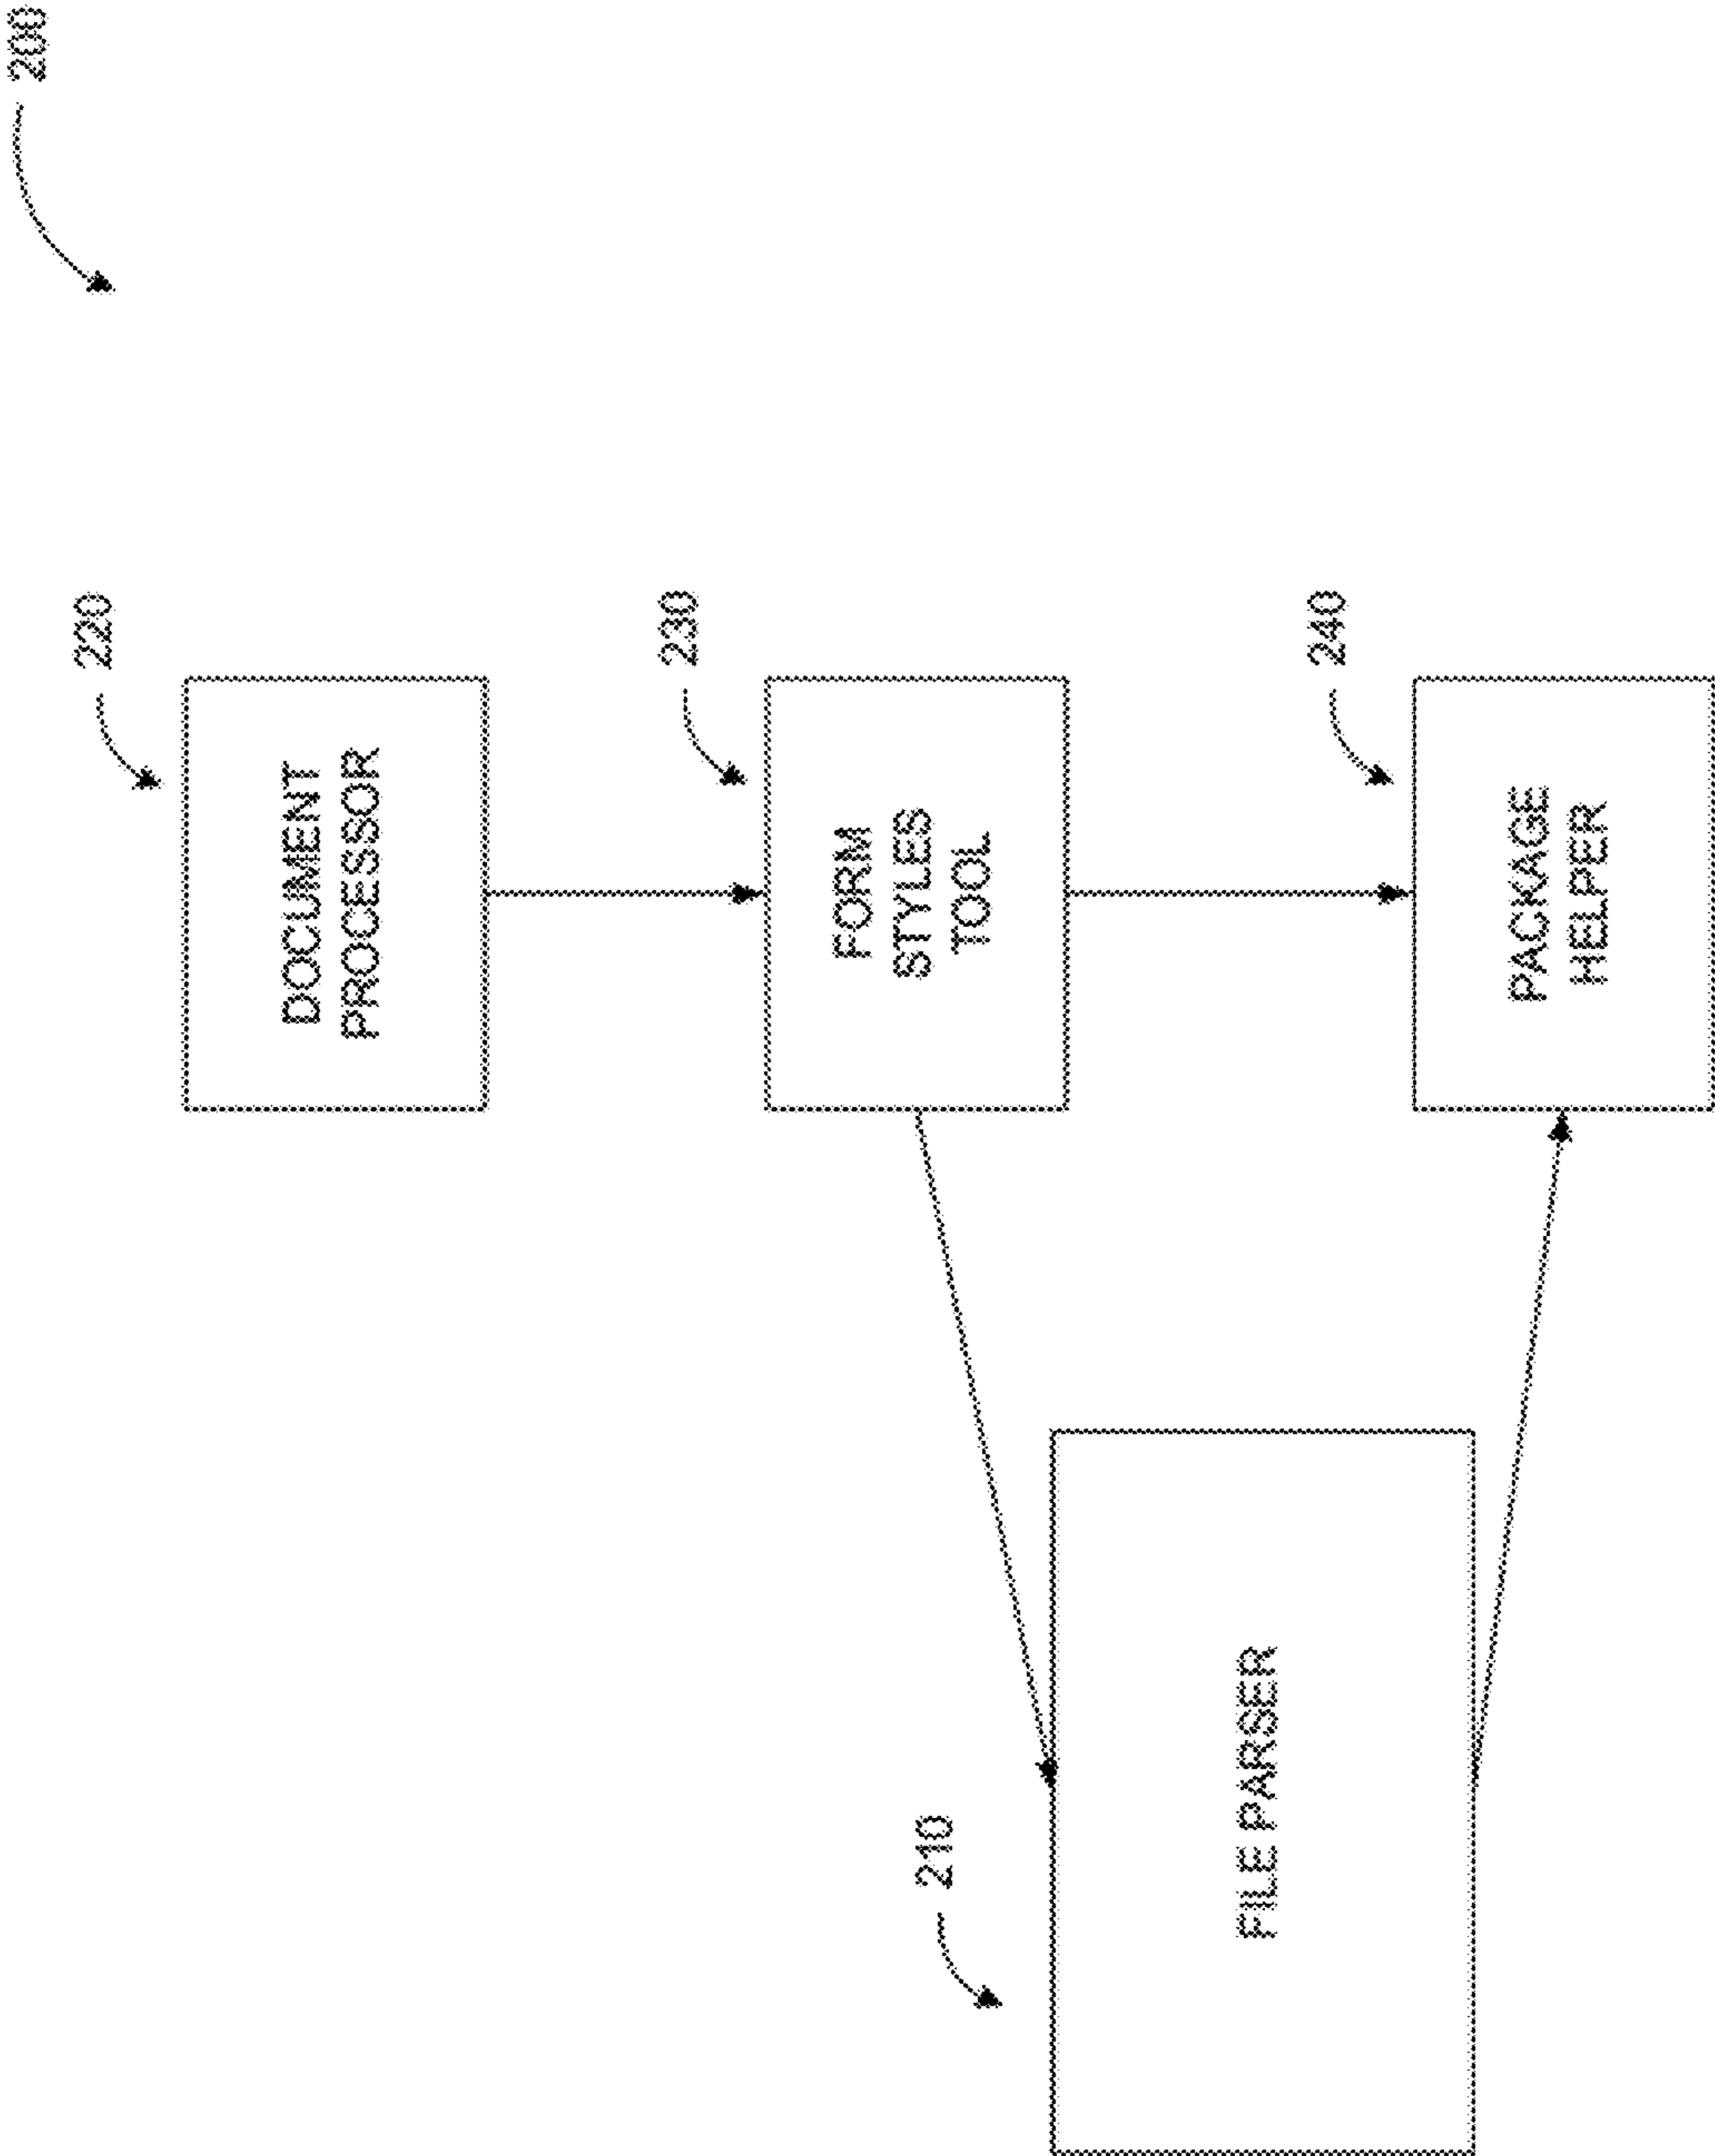 200
220
DOCUMENT
PROCESSOR
230
FORM
STYLES
TOOL
240
PACKAGE
HELPER
210
FILE PARSER